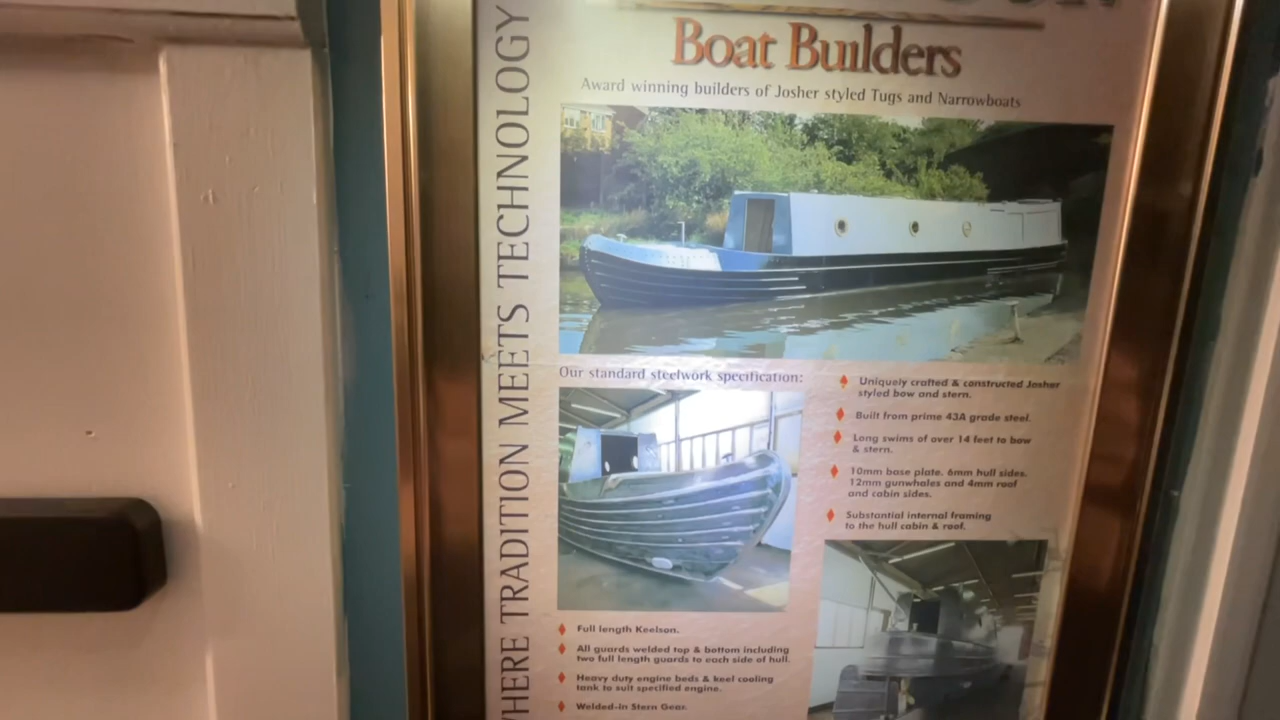 Boat Builders
Award winning builders of Josher styled Tugs and Narrowboats
WHERE TRADITION MEETS TECHNOLOGY
Our standard steelwork specification:
Uniquely crafted & constructed Josher
styled bow and stern.
Built from prime 43A grade steel.
Long swims of over 14 feet to bow
& stern.
10mm base plate. 6mm hull sides.
12mm gunwhales and 4mm roof
and cabin sides.
Substantial internal framing
to the hull cabin & roof.
Full length Keelson.
All guards welded top & bottom including
two full length guards to each side of hull.
Heavy duty engine beds & keel cooling
tank to suit specified engine.
Welded-in Stern Gear.